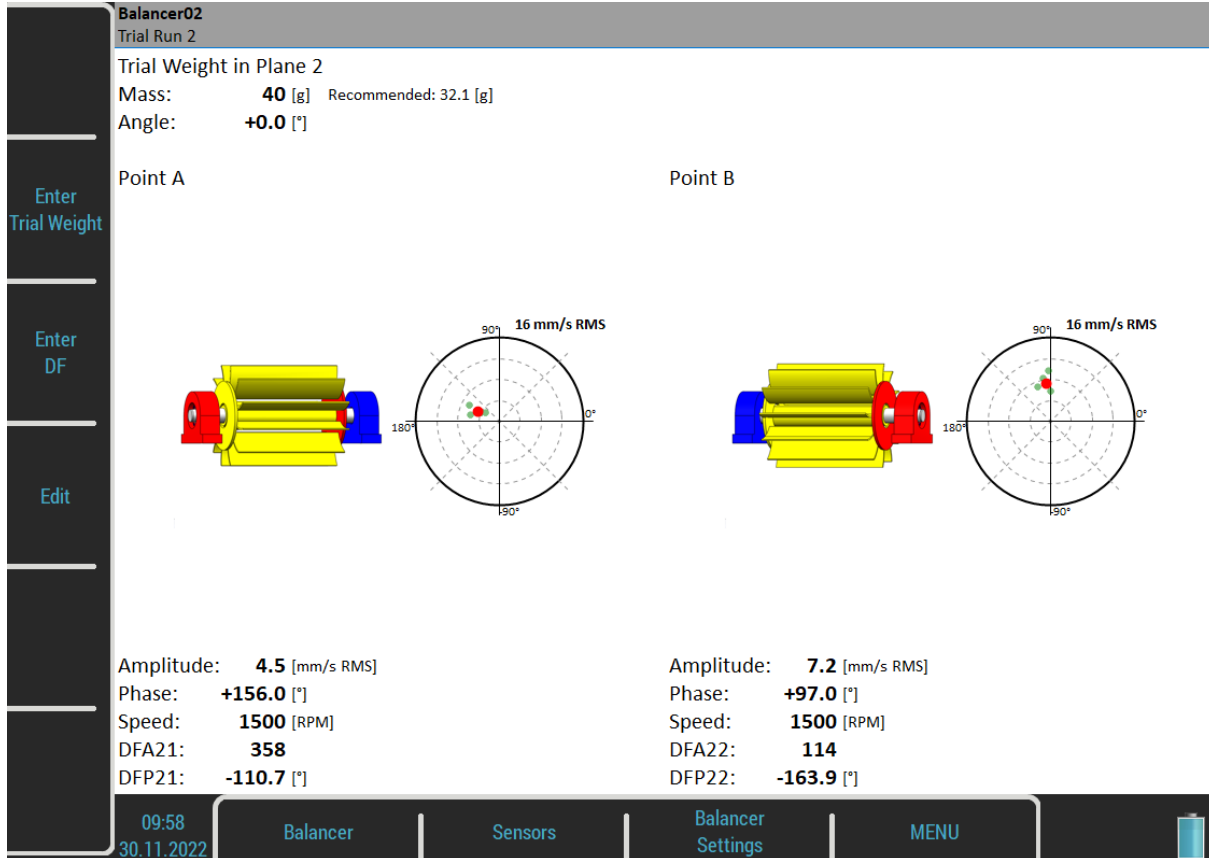 Balancer02
Trial Run 2
Trial Weight in Plane 2
Mass: 40 [g] Recommended: 32.1 [g]
Angle: +0.0 [°]
Enter
Trial Weight
Enter
DF
Edit
Point A
90° 16 mm/s RMS
180° 0°
-90°
Amplitude: 4.5 [mm/s RMS]
Phase: +156.0 [°]
Speed: 1500 [RPM]
DFA21: 358
DFP21: -110.7 [°]
Point B
90° 16 mm/s RMS
180° 0°
-90°
Amplitude: 7.2 [mm/s RMS]
Phase: +97.0 [°]
Speed: 1500 [RPM]
DFA22: 114
DFP22: -163.9 [°]
09:58
30.11.2022
Balancer
Sensors
Balancer
Settings
MENU